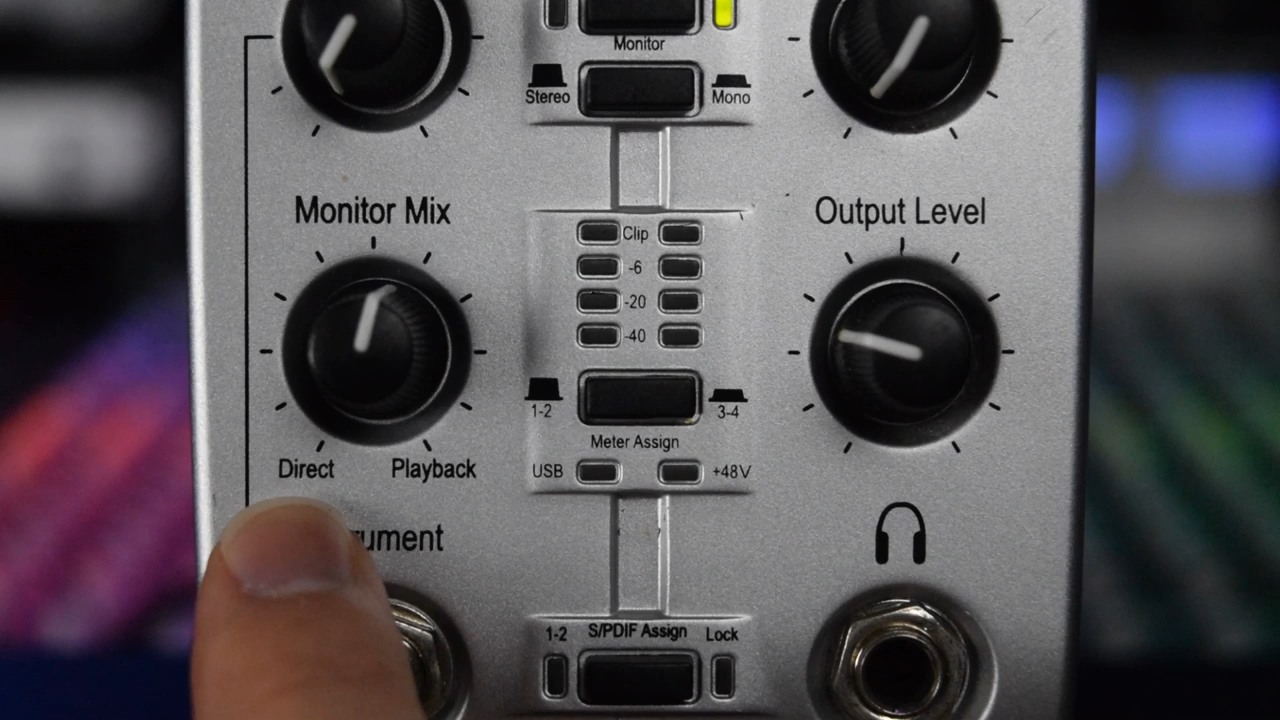 Monitor
Stereo
Mono
Monitor Mix
Output Level
Clip
-6
-20
-40
1-2
3-4
Meter Assign
Direct
Playback
USB
+48V
ument
1-2
S/PDIF Assign
Lock